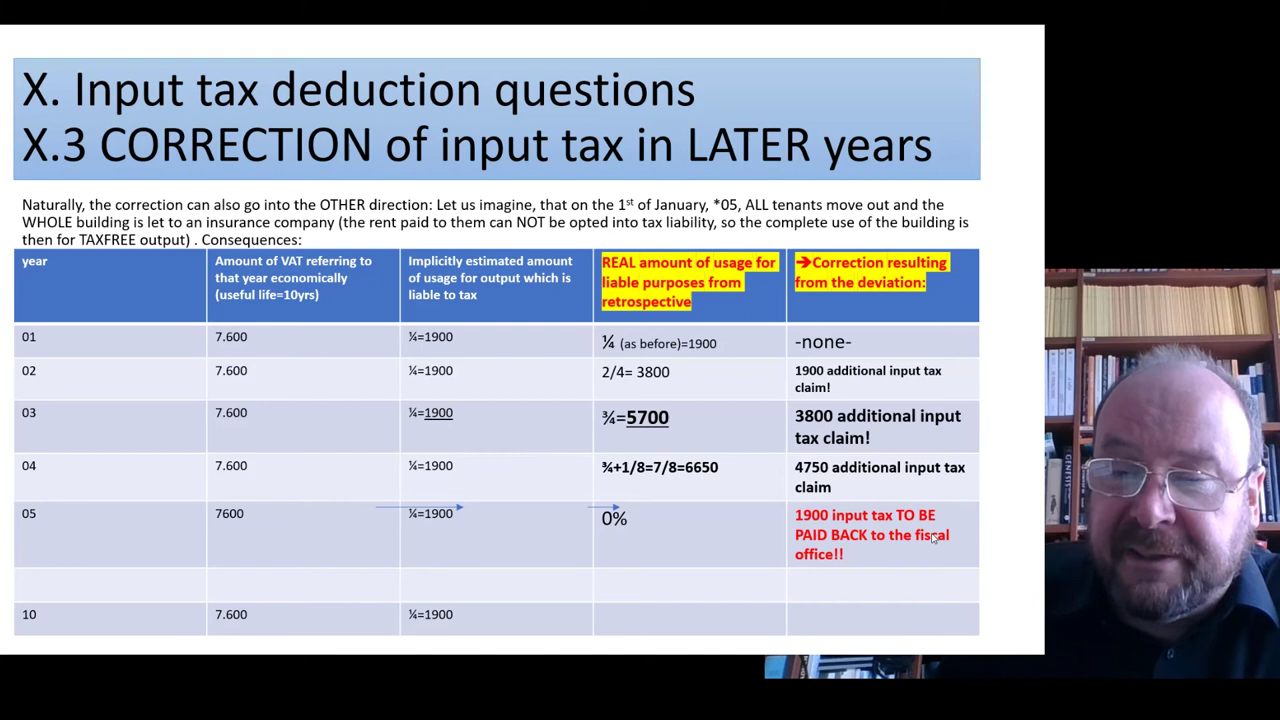 X. Input tax deduction questions
X.3 CORRECTION of input tax in LATER years
Naturally, the correction can also go into the OTHER direction: Let us imagine, that on the 1st of January, *05, ALL tenants move out and the
WHOLE building is let to an insurance company (the rent paid to them can NOT be opted into tax liability, so the complete use of the building is
then for TAXFREE output) . Consequences:
year
Amount of VAT referring to
that year economically
(useful life=10yrs)
Implicitly estimated amount
of usage for output which is
liable to tax
REAL amount of usage for
liable purposes from
retrospective
➔Correction resulting
from the deviation:
01
7.600
¼=1900
¼ (as before)=1900
-none-
02
7.600
¼=1900
2/4= 3800
1900 additional input tax
claim!
03
7.600
¼=1900
¾=5700
3800 additional input
tax claim!
04
7.600
¼=1900
¾+1/8=7/8=6650
4750 additional input tax
claim
05
7600
¼=1900
0%
1900 input tax TO BE
PAID BACK to the fiscal
office!!
10
7.600
¼=1900